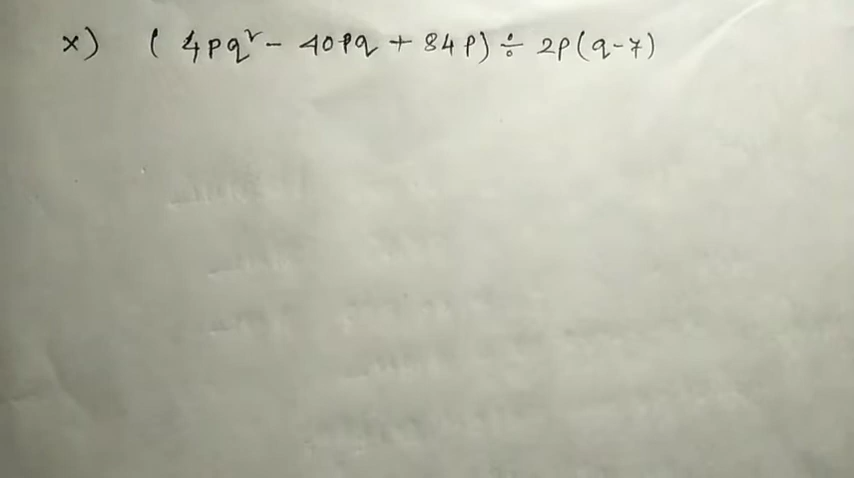 x) ( 4pq² - 40pq + 84p) ÷ 2p(q-7)